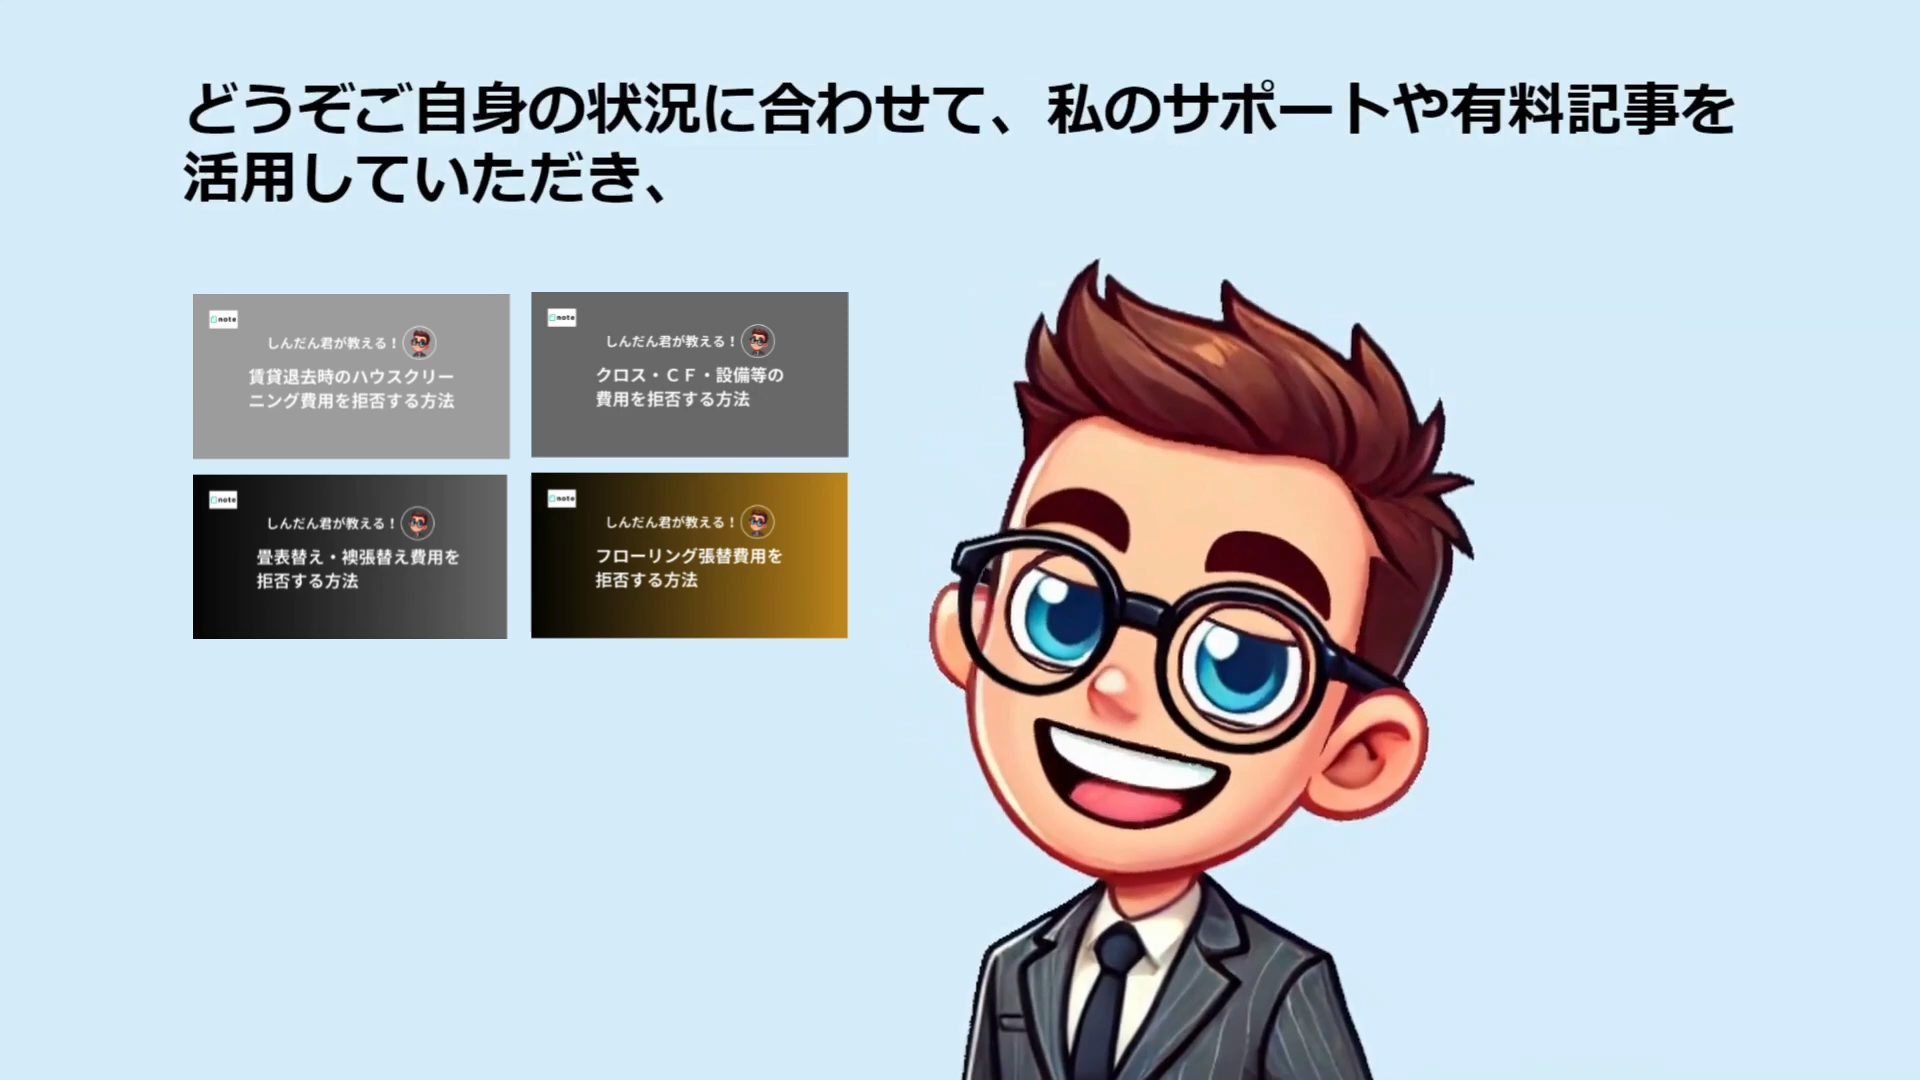 どうぞご自身の状況に合わせて、私のサポートや有料記事を
活用していただき、
note
しんだん君が教える！
賃貸退去時のハウスクリー
ニング費用を拒否する方法
note
しんだん君が教える！
クロス・ＣＦ・設備等の
費用を拒否する方法
note
しんだん君が教える！
畳表替え・襖張替え費用を
拒否する方法
note
しんだん君が教える！
フローリング張替費用を
拒否する方法